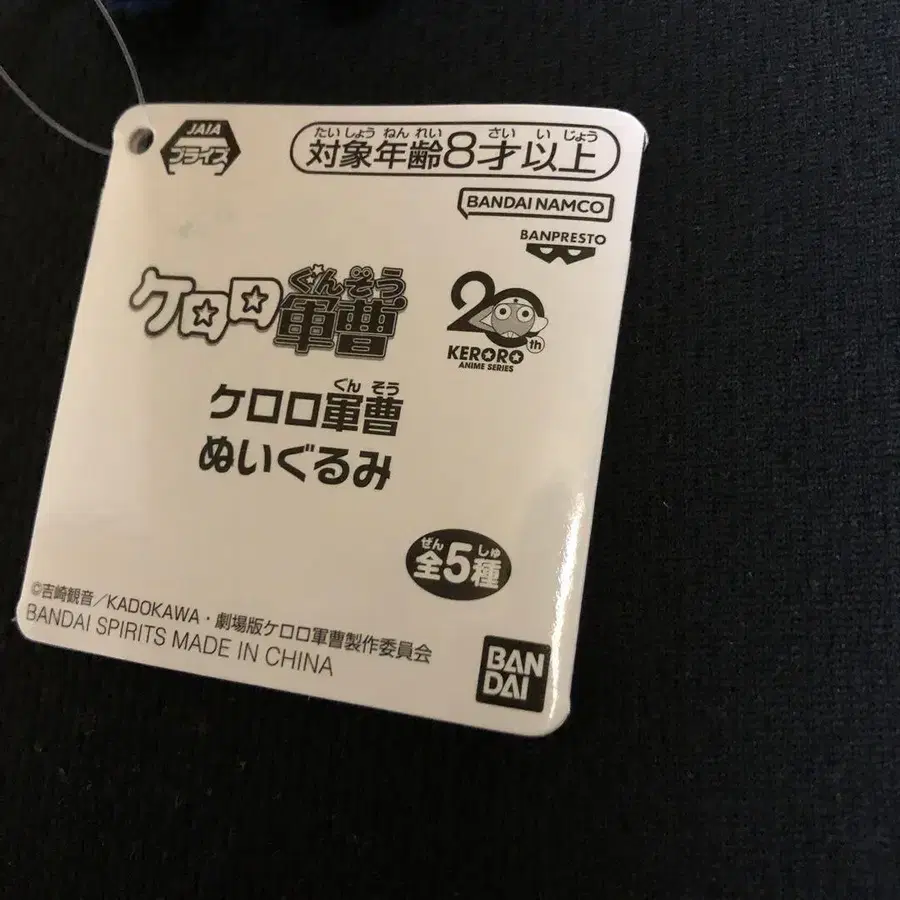 JAIA
プライズ
たいしょうねんれい さいいじょう
対象年齢8才以上
BANDAI NAMCO
BANPRESTO
ぐんそう
ケロロ軍曹
20th
KERORO
ANIME SERIES
ぐんそう
ケロロ軍曹
ぬいぐるみ
ぜん しゅ
全5種
©吉崎観音/KADOKAWA・劇場版ケロロ軍曹製作委員会
BANDAI SPIRITS MADE IN CHINA
BAN
DAI